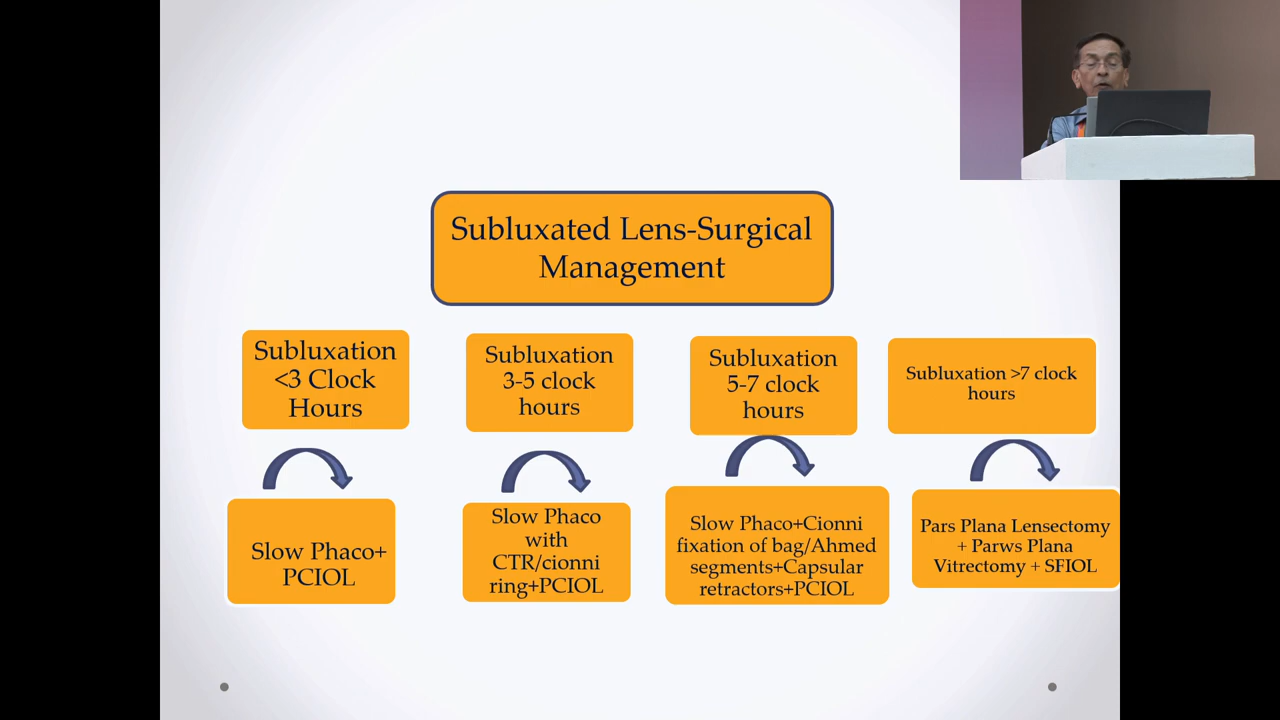 Subluxated Lens-Surgical
Management
Subluxation
<3 Clock
Hours
Subluxation
3-5 clock
hours
Subluxation
5-7 clock
hours
Subluxation >7 clock
hours
Slow Phaco+
PCIOL
Slow Phaco
with
CTR/cionni
ring+PCIOL
Slow Phaco+Cionni
fixation of bag/Ahmed
segments+Capsular
retractors+PCIOL
Pars Plana Lensectomy
+ Parws Plana
Vitrectomy + SFIOL